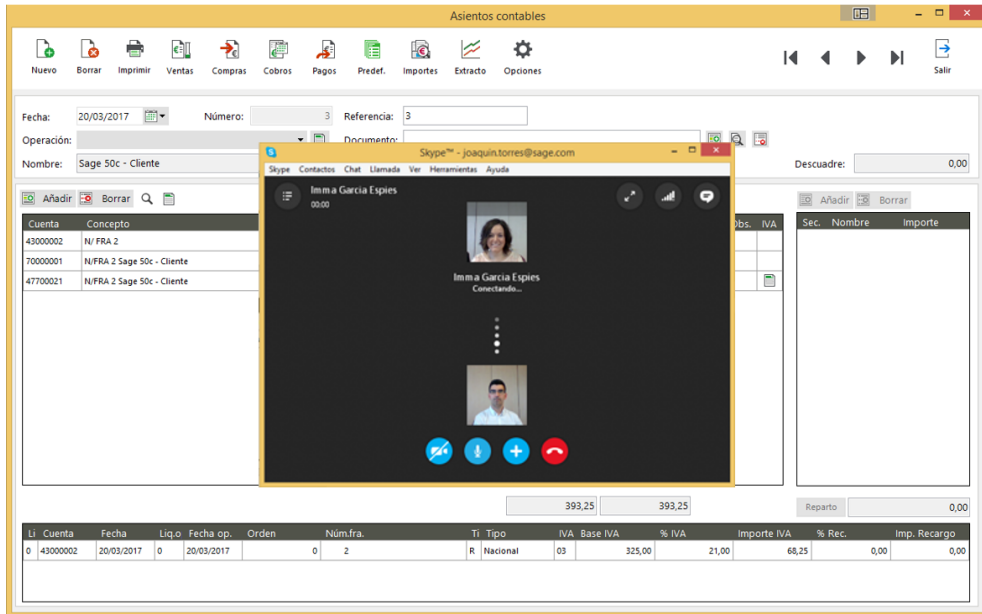 Asientos contables
Nuevo Borrar Imprimir Ventas Compras Cobros Pagos Predef. Importes Extracto Opciones Salir
Fecha: 20/03/2017 Número: 3 Referencia: 3
Operación: Documento:
Nombre: Sage 50c - Cliente Descuadre: 0,00
Skype™ - joaquin.torres@sage.com
Skype Contactos Chat Llamada Ver Herramientas Ayuda
Imma Garcia Espies
00:00
Imma Garcia Espies
Conectando...
Añadir Borrar Añadir Borrar
Cuenta Concepto Obs. IVA Sec. Nombre Importe
43000002 N/ FRA 2
70000001 N/FRA 2 Sage 50c - Cliente
47700021 N/FRA 2 Sage 50c - Cliente
393,25 393,25 Reparto 0,00
Li Cuenta Fecha Liq.o Fecha op. Orden Núm.fra. Ti Tipo IVA Base IVA % IVA Importe IVA % Rec. Imp. Recargo
0 43000002 20/03/2017 0 20/03/2017 0 2 R Nacional 03 325,00 21,00 68,25 0,00 0,00